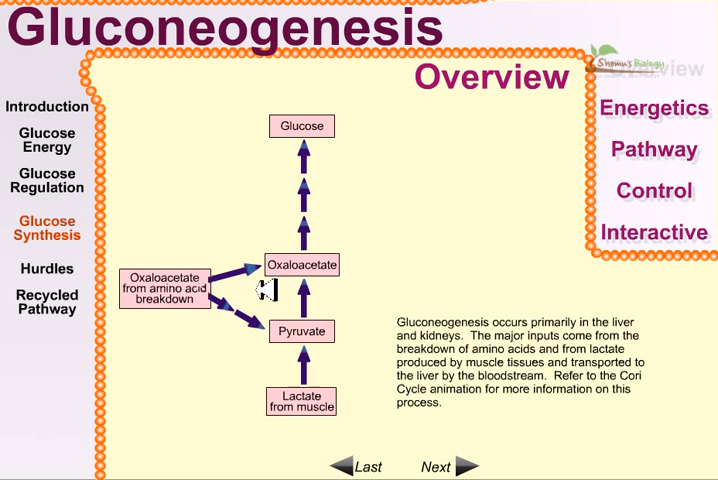 Gluconeogenesis
Shomu's Biology
Overview
Overview
Introduction
Glucose
Energy
Glucose
Regulation
Glucose
Synthesis
Hurdles
Recycled
Pathway
Energetics
Pathway
Control
Interactive
Glucose
Oxaloacetate
Oxaloacetate
from amino acid
breakdown
Pyruvate
Lactate
from muscle
Gluconeogenesis occurs primarily in the liver
and kidneys. The major inputs come from the
breakdown of amino acids and from lactate
produced by muscle tissues and transported to
the liver by the bloodstream. Refer to the Cori
Cycle animation for more information on this
process.
Last Next